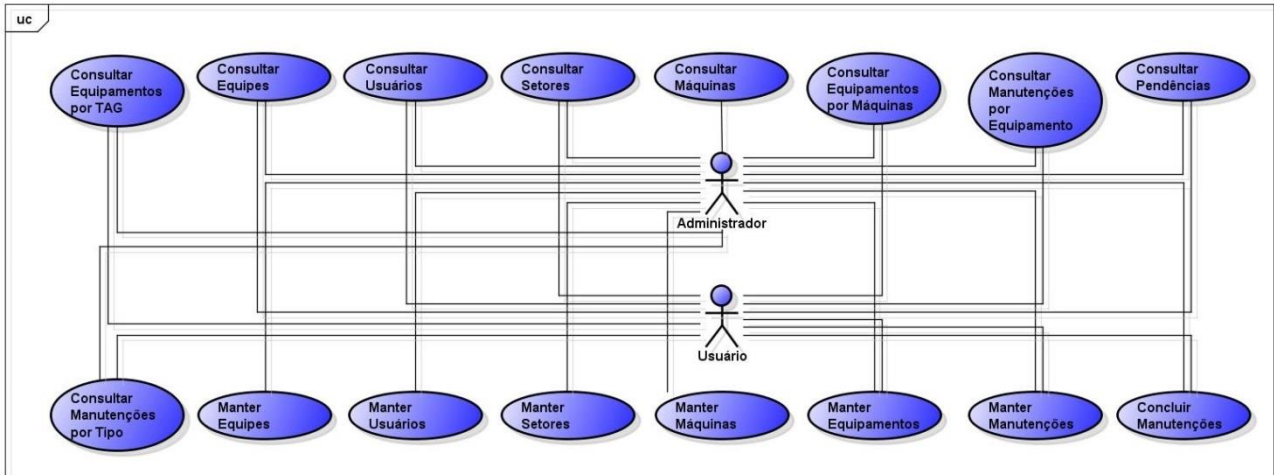 uc
Consultar
Equipamentos
por TAG
Consultar
Equipes
Consultar
Usuários
Consultar
Setores
Consultar
Máquinas
Consultar
Equipamentos
por Máquinas
Consultar
Manutenções
por
Equipamento
Consultar
Pendências
Administrador
Usuário
Consultar
Manutenções
por Tipo
Manter
Equipes
Manter
Usuários
Manter
Setores
Manter
Máquinas
Manter
Equipamentos
Manter
Manutenções
Concluir
Manutenções